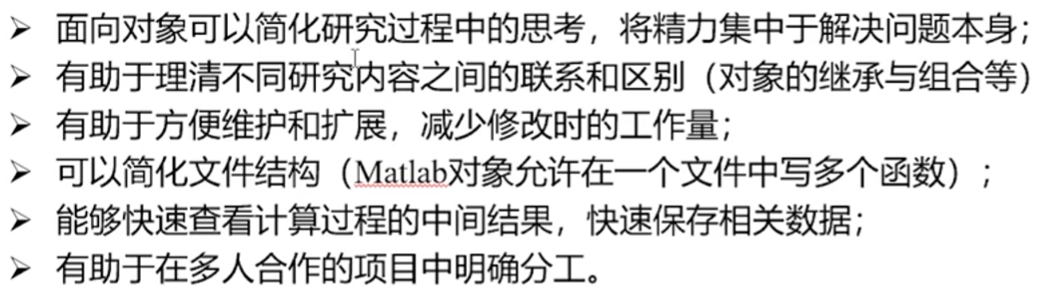 ➢ 面向对象可以简化研究过程中的思考，将精力集中于解决问题本身；
➢ 有助于理清不同研究内容之间的联系和区别（对象的继承与组合等）
➢ 有助于方便维护和扩展，减少修改时的工作量；
➢ 可以简化文件结构（Matlab对象允许在一个文件中写多个函数）；
➢ 能够快速查看计算过程的中间结果，快速保存相关数据；
➢ 有助于在多人合作的项目中明确分工。